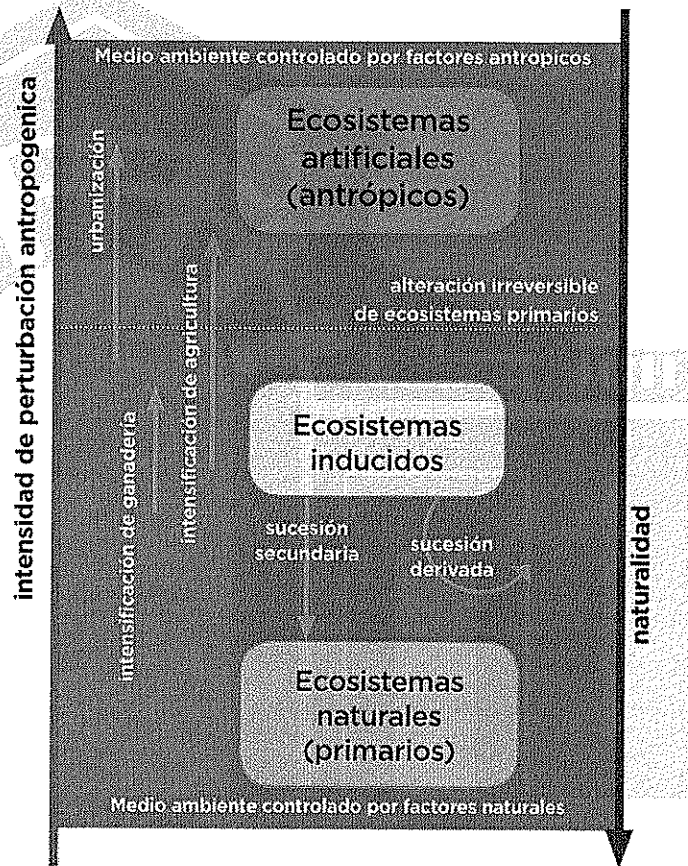 Medio ambiente controlado por factores antropicos
Ecosistemas
artificiales
(antrópicos)
urbanización
intensificación de agricultura
intensidad de perturbación antropogenica
alteración irreversible
de ecosistemas primarios
Ecosistemas
inducidos
intensificación de ganadería
sucesión
secundaria
sucesión
derivada
naturalidad
Ecosistemas
naturales
(primarios)
Medio ambiente controlado por factores naturales